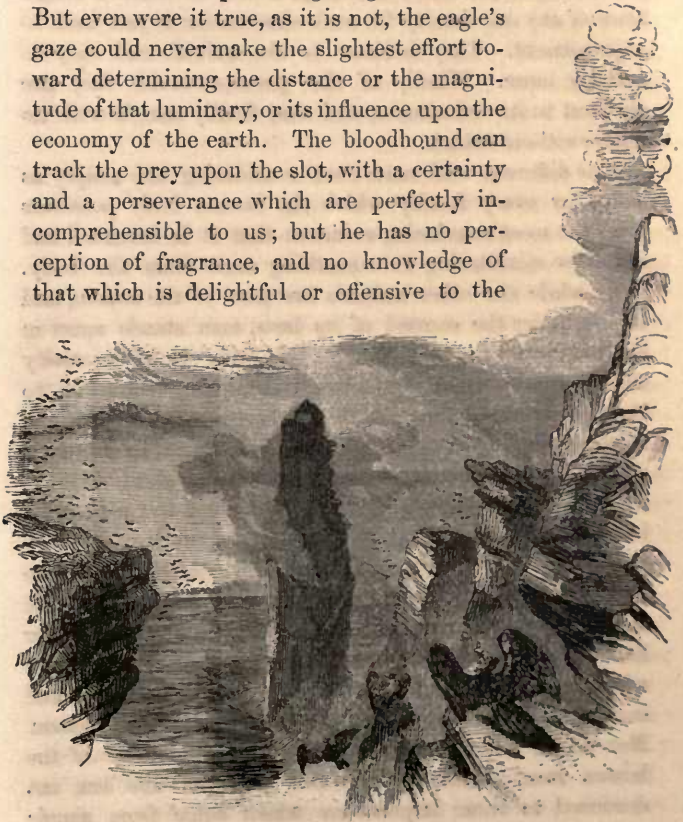 But even were it true, as it is not, the eagle's
gaze could never make the slightest effort to-
ward determining the distance or the magni-
tude of that luminary, or its influence upon the
economy of the earth. The bloodhound can
track the prey upon the slot, with a certainty
and a perseverance which are perfectly in-
comprehensible to us; but he has no per-
ception of fragrance, and no knowledge of
that which is delightful or offensive to the